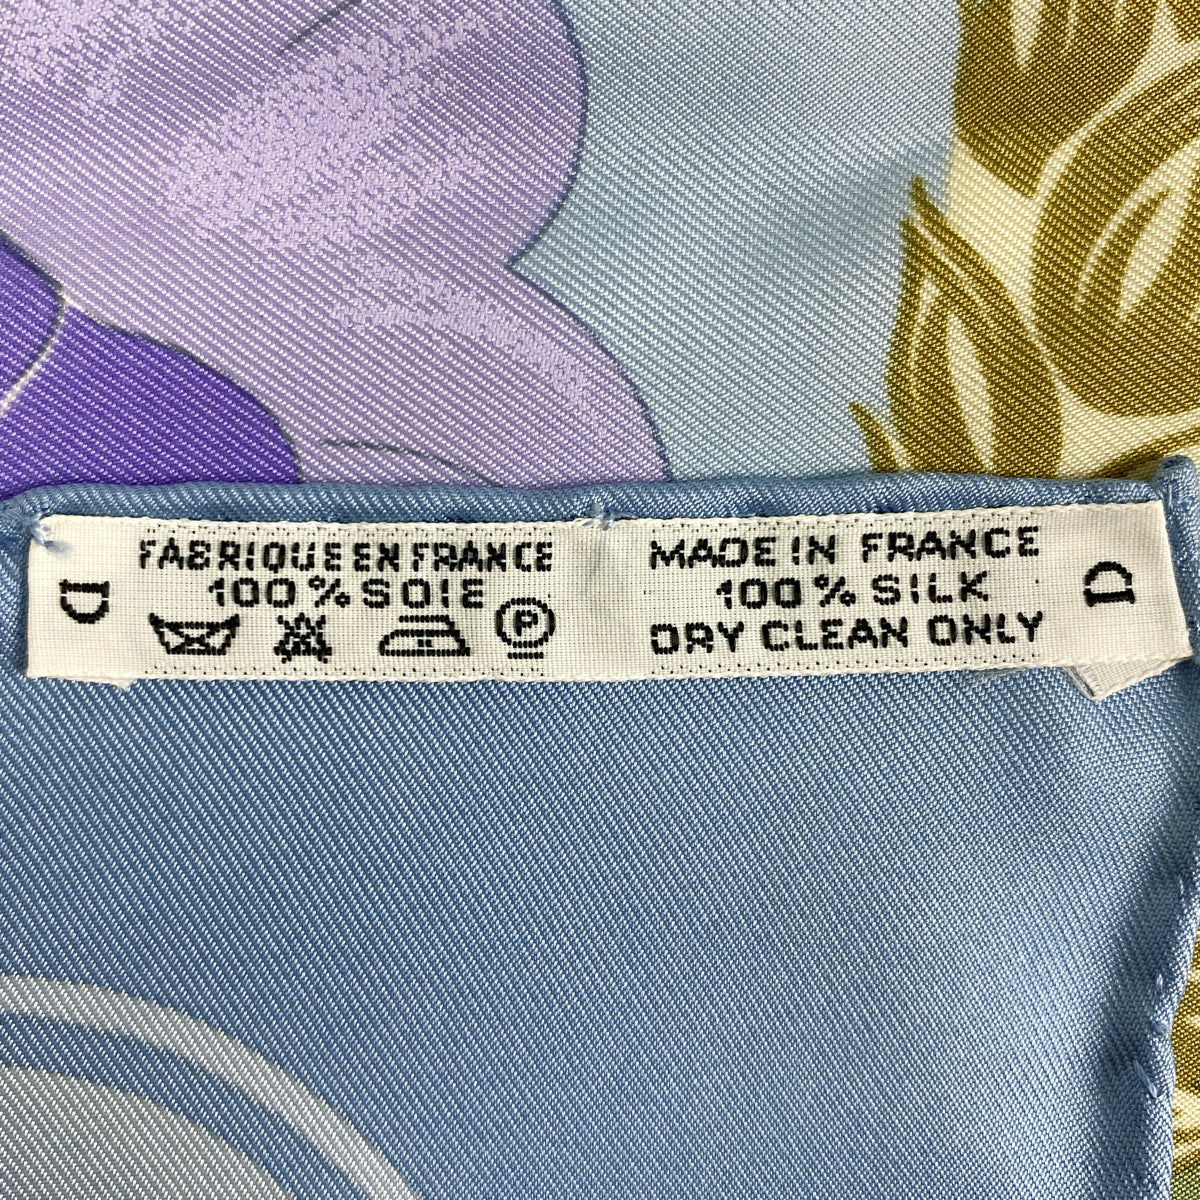 D
FABRIQUE EN FRANCE
100% SOIE
P
MADE IN FRANCE
100% SILK
DRY CLEAN ONLY
D